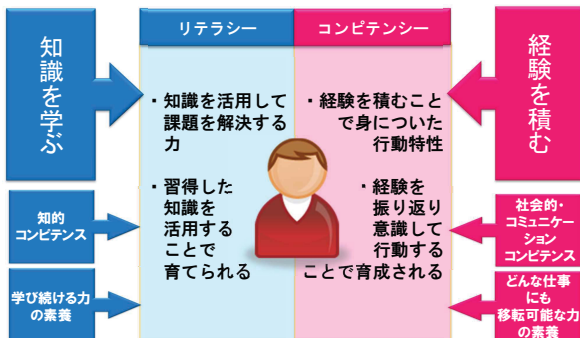 知識を学ぶ
リテラシー
コンピテンシー
経験を積む
・知識を活用して
課題を解決する
力
・習得した
知識を
活用する
ことで
育てられる
・経験を積むこと
で身についた
行動特性
・経験を
振り返り
意識して
行動する
ことで育成される
知的
コンピテンス
学び続ける力
の素養
社会的・
コミュニケー
ション
コンピテンス
どんな仕事
にも
移転可能な力
の素養